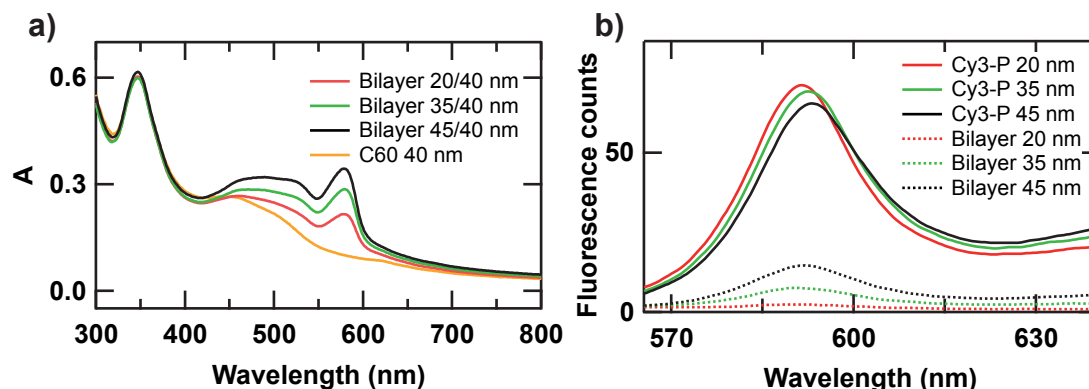 a)
A
0.6
0.3
0.0
300 400 500 600 700 800
Wavelength (nm)
Bilayer 20/40 nm
Bilayer 35/40 nm
Bilayer 45/40 nm
C60 40 nm
b)
Fluorescence counts
50
0
570 600 630
Wavelength (nm)
Cy3-P 20 nm
Cy3-P 35 nm
Cy3-P 45 nm
Bilayer 20 nm
Bilayer 35 nm
Bilayer 45 nm